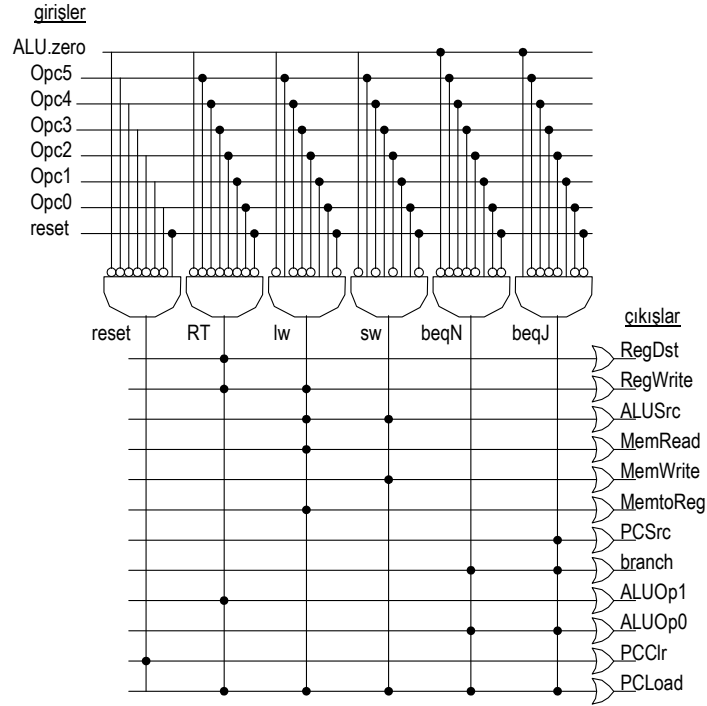 girişler
ALU.zero
Opc5
Opc4
Opc3
Opc2
Opc1
Opc0
reset
reset RT lw sw beqN beqJ
çıkışlar
RegDst
RegWrite
ALUSrc
MemRead
MemWrite
MemtoReg
PCSrc
branch
ALUOp1
ALUOp0
PCClr
PCLoad